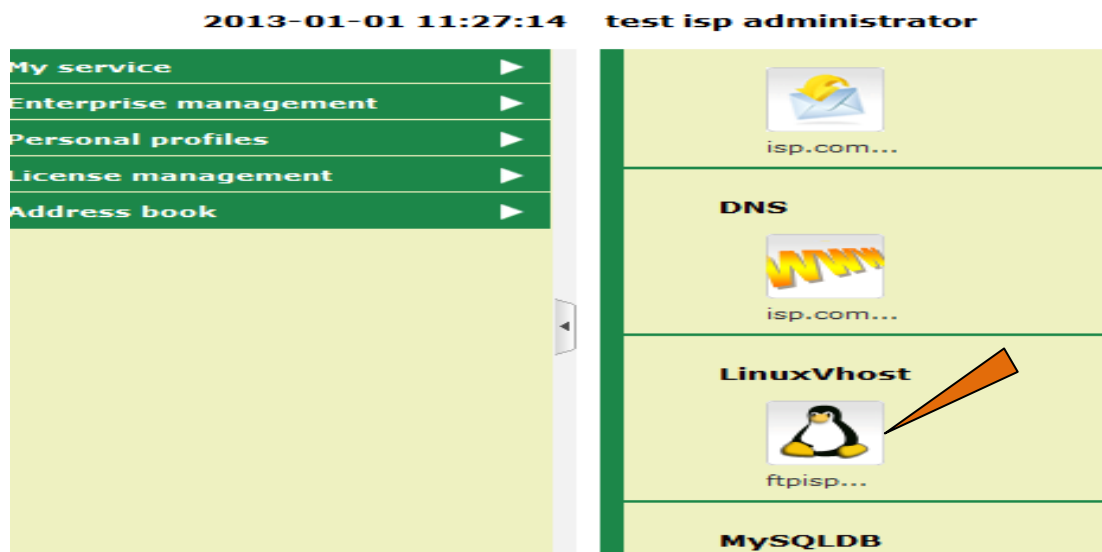 2013-01-01 11:27:14 test isp administrator
My service
Enterprise management
Personal profiles
License management
Address book
isp.com...
DNS
WWW
isp.com...
LinuxVhost
ftpisp...
MySQLDB